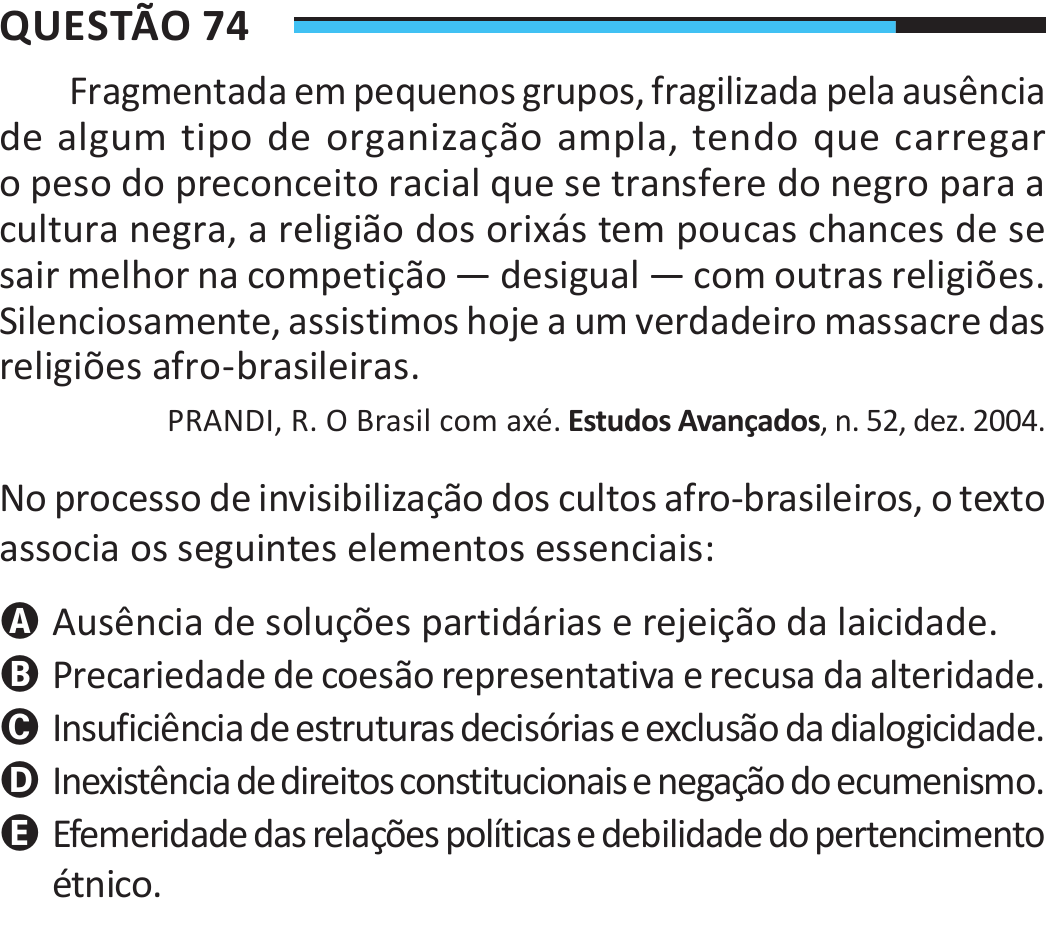 QUESTÃO 74
Fragmentada em pequenos grupos, fragilizada pela ausência
de algum tipo de organização ampla, tendo que carregar
o peso do preconceito racial que se transfere do negro para a
cultura negra, a religião dos orixás tem poucas chances de se
sair melhor na competição — desigual — com outras religiões.
Silenciosamente, assistimos hoje a um verdadeiro massacre das
religiões afro-brasileiras.
PRANDI, R. O Brasil com axé. Estudos Avançados, n. 52, dez. 2004.
No processo de invisibilização dos cultos afro-brasileiros, o texto
associa os seguintes elementos essenciais:
A Ausência de soluções partidárias e rejeição da laicidade.
B Precariedade de coesão representativa e recusa da alteridade.
C Insuficiência de estruturas decisórias e exclusão da dialogicidade.
D Inexistência de direitos constitucionais e negação do ecumenismo.
E Efemeridade das relações políticas e debilidade do pertencimento
étnico.